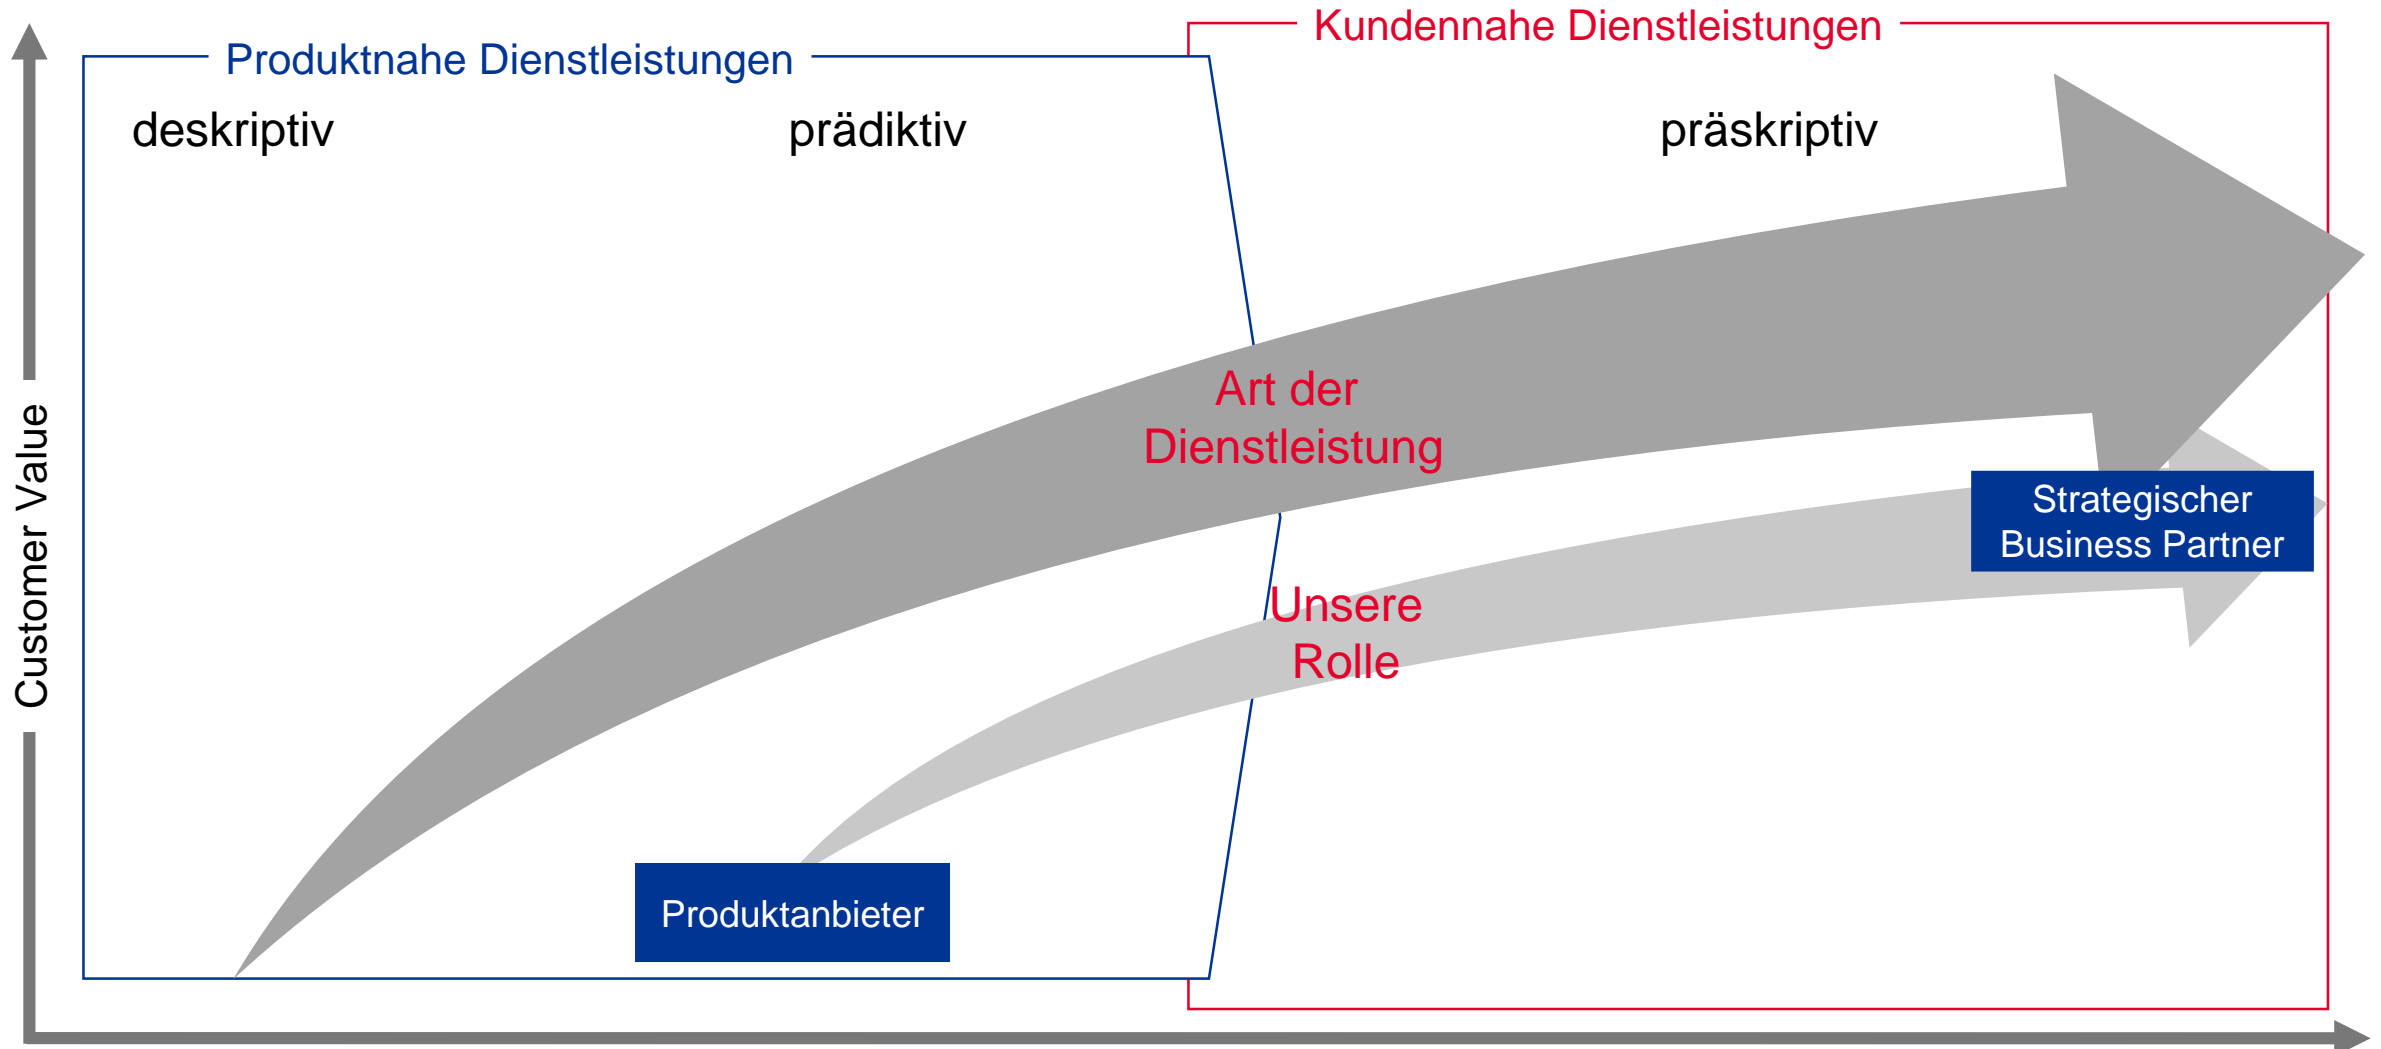 Kundennahe Dienstleistungen
Produktnahe Dienstleistungen
deskriptiv
prädiktiv
präskriptiv
Art der
Dienstleistung
Customer Value
Strategischer
Business Partner
Unsere
Rolle
Produktanbieter